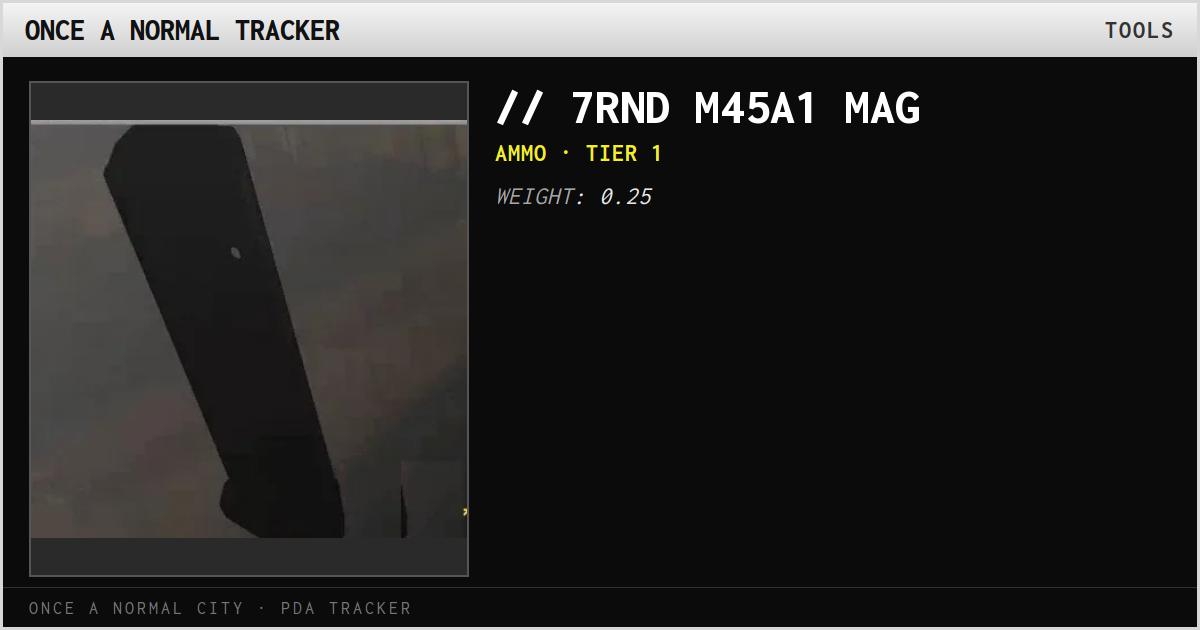 ONCE A NORMAL TRACKER
TOOLS
// 7RND M45A1 MAG
AMMO · TIER 1
WEIGHT: 0.25
ONCE A NORMAL CITY · PDA TRACKER